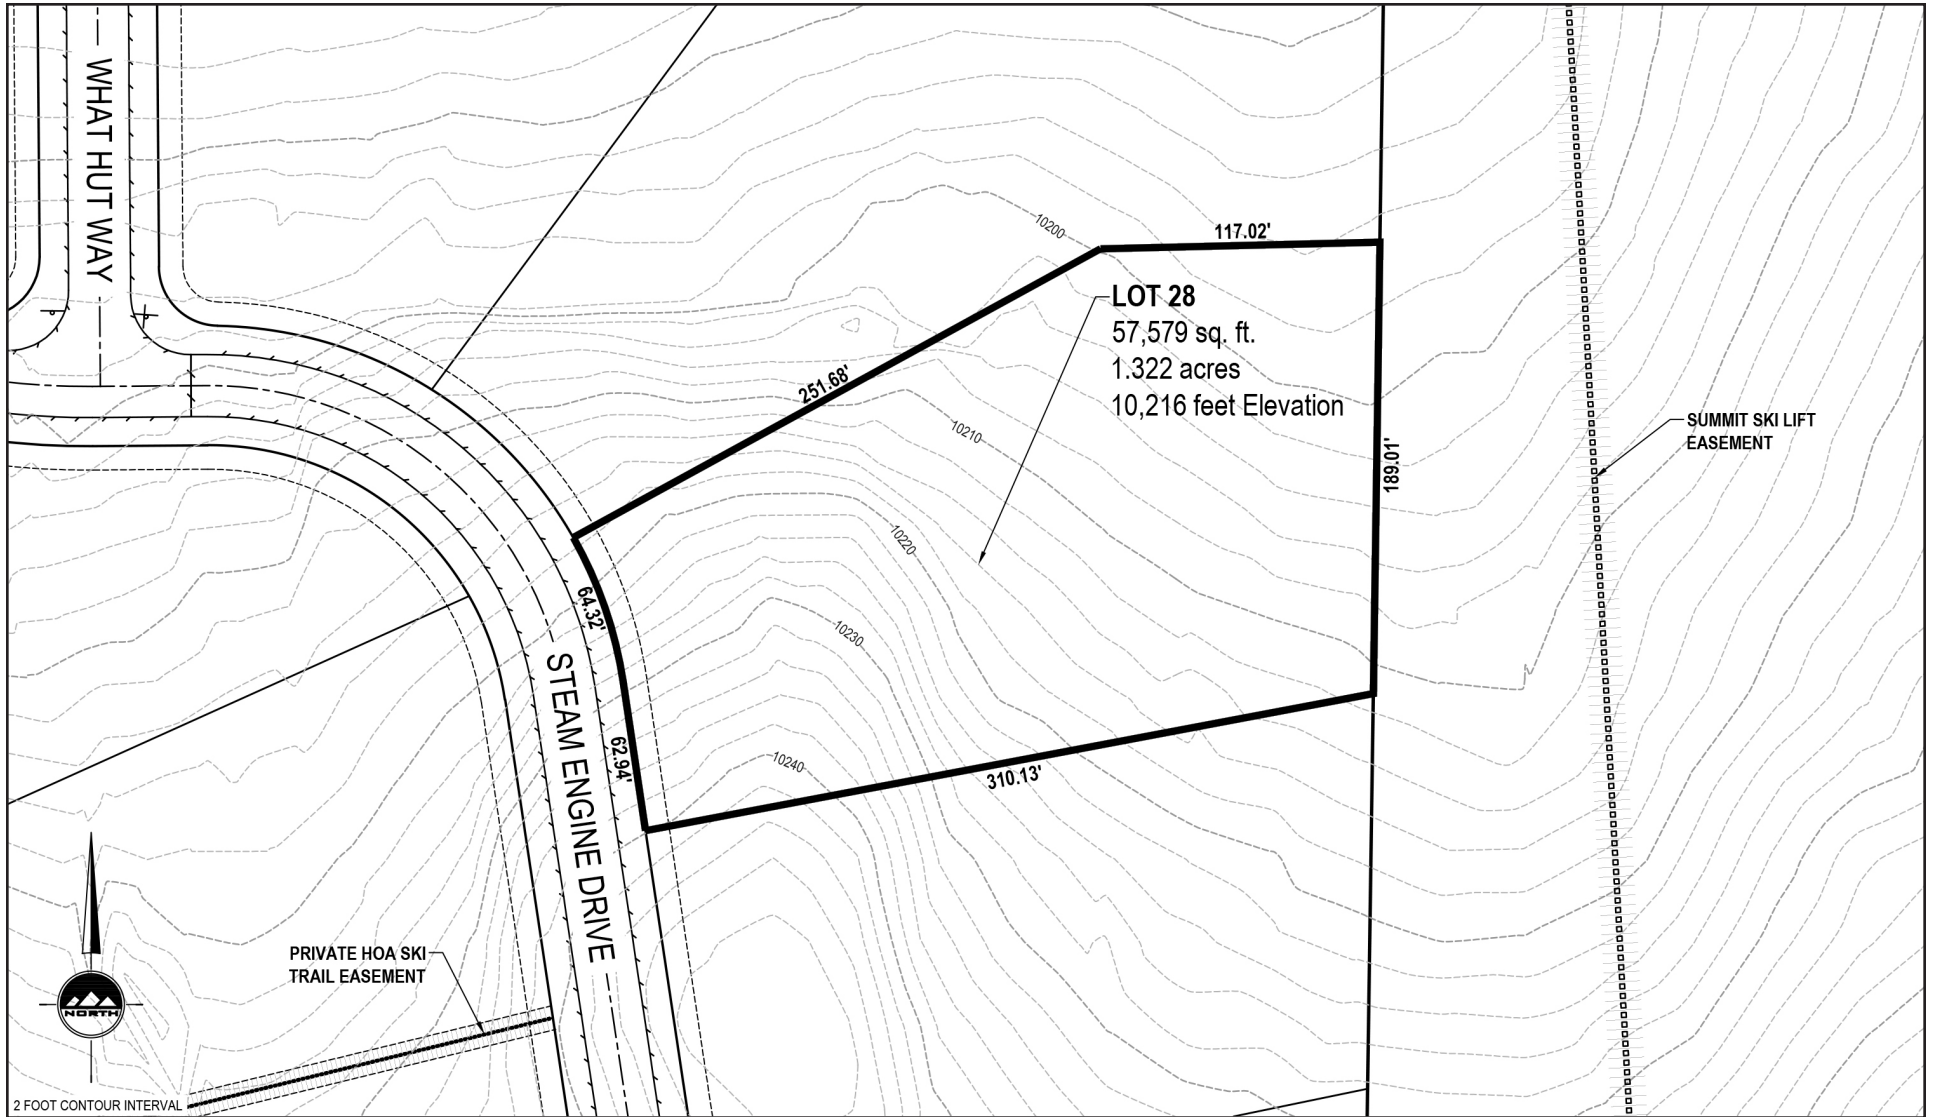 WHAT HUT WAY
10200
117.02'
LOT 28
57,579 sq. ft.
1.322 acres
10,216 feet Elevation
251.68'
10210
189.01'
SUMMIT SKI LIFT
EASEMENT
10220
64.32'
10230
STEAM ENGINE DRIVE
62.94'
10240
310.13'
PRIVATE HOA SKI
TRAIL EASEMENT
NORTH
2 FOOT CONTOUR INTERVAL